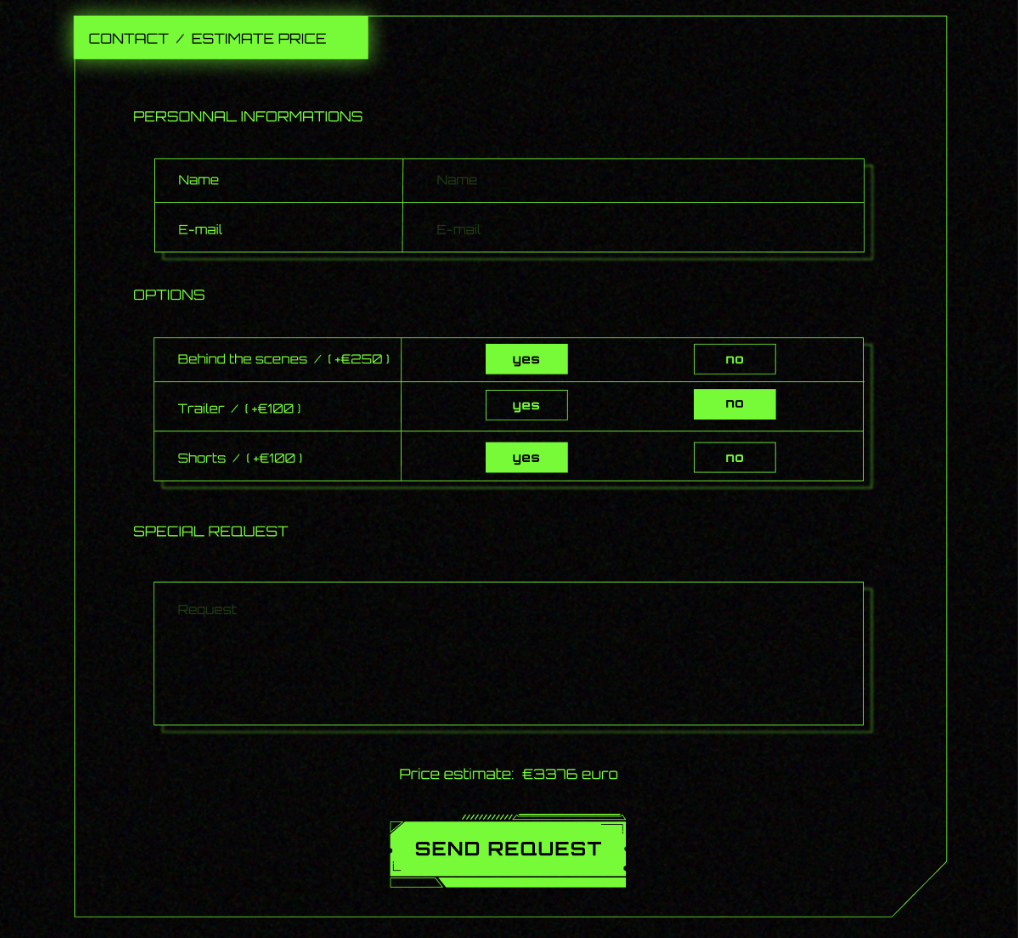 CONTACT / ESTIMATE PRICE
PERSONNAL INFORMATIONS
Name Name
E-mail E-mail
OPTIONS
Behind the scenes / ( +€250 ) yes no
Trailer / ( +€100 ) yes no
Shorts / ( +€100 ) yes no
SPECIAL REQUEST
Request
Price estimate: €3376 euro
SEND REQUEST